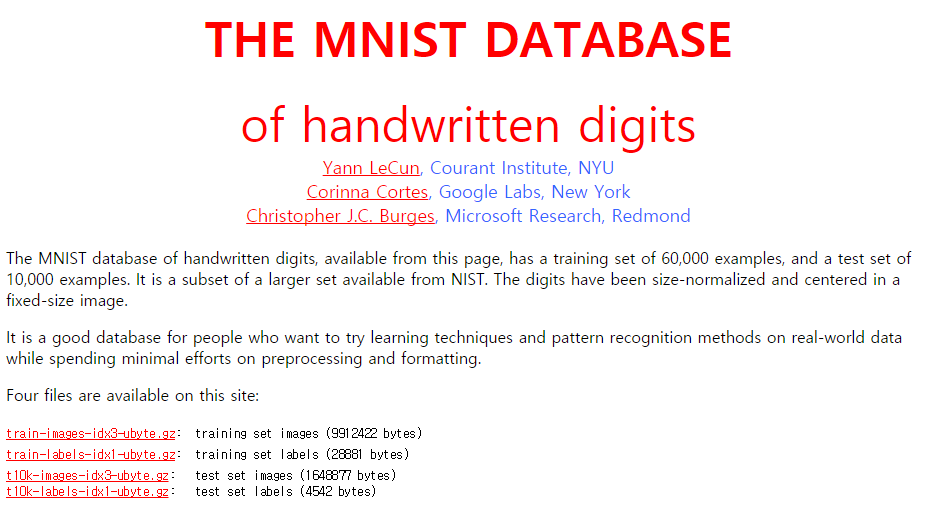 THE MNIST DATABASE
of handwritten digits
Yann LeCun, Courant Institute, NYU
Corinna Cortes, Google Labs, New York
Christopher J.C. Burges, Microsoft Research, Redmond
The MNIST database of handwritten digits, available from this page, has a training set of 60,000 examples, and a test set of
10,000 examples. It is a subset of a larger set available from NIST. The digits have been size-normalized and centered in a
fixed-size image.
It is a good database for people who want to try learning techniques and pattern recognition methods on real-world data
while spending minimal efforts on preprocessing and formatting.
Four files are available on this site:
train-images-idx3-ubyte.gz: training set images (9912422 bytes)
train-labels-idx1-ubyte.gz: training set labels (28881 bytes)
t10k-images-idx3-ubyte.gz: test set images (1648877 bytes)
t10k-labels-idx1-ubyte.gz: test set labels (4542 bytes)